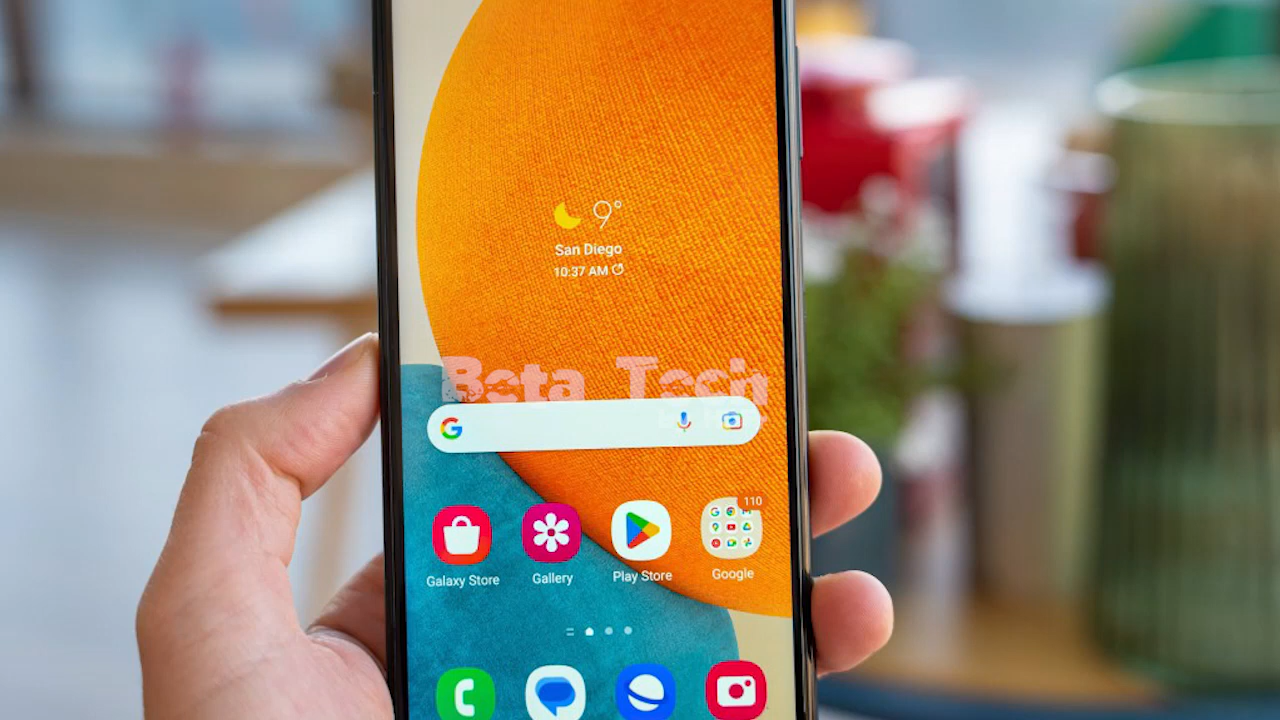 9°
San Diego
10:37 AM
Beta Tech
110
Galaxy Store
Gallery
Play Store
Google